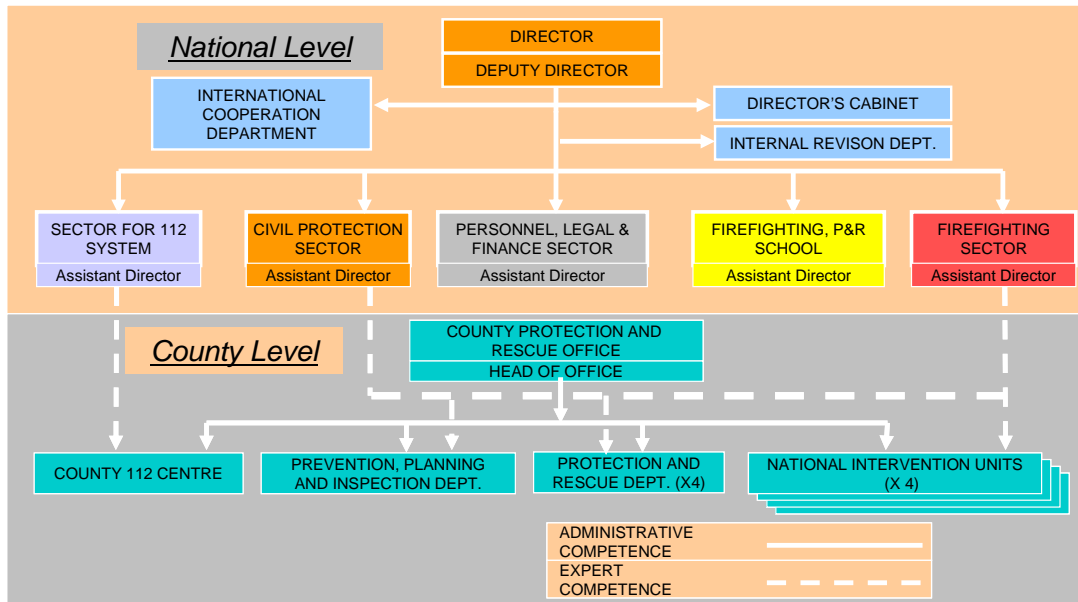 National Level
DIRECTOR
DEPUTY DIRECTOR
INTERNATIONAL
COOPERATION
DEPARTMENT
DIRECTOR'S CABINET
INTERNAL REVISON DEPT.
SECTOR FOR 112
SYSTEM
Assistant Director
CIVIL PROTECTION
SECTOR
Assistant Director
PERSONNEL, LEGAL &
FINANCE SECTOR
Assistant Director
FIREFIGHTING, P&R
SCHOOL
Assistant Director
FIREFIGHTING
SECTOR
Assistant Director
County Level
COUNTY PROTECTION AND
RESCUE OFFICE
HEAD OF OFFICE
COUNTY 112 CENTRE
PREVENTION, PLANNING
AND INSPECTION DEPT.
PROTECTION AND
RESCUE DEPT. (X4)
NATIONAL INTERVENTION UNITS
(X 4)
ADMINISTRATIVE
COMPETENCE
EXPERT
COMPETENCE